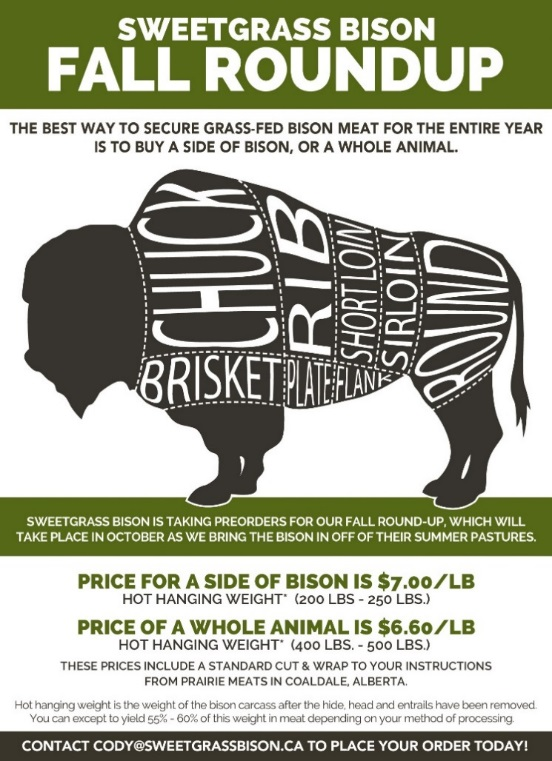 SWEETGRASS BISON
FALL ROUNDUP
THE BEST WAY TO SECURE GRASS-FED BISON MEAT FOR THE ENTIRE YEAR
IS TO BUY A SIDE OF BISON, OR A WHOLE ANIMAL.
CHUCK
RIB
SHORT LOIN
SIRLOIN
ROUND
BRISKET
PLATE
FLANK
SWEETGRASS BISON IS TAKING PREORDERS FOR OUR FALL ROUND-UP, WHICH WILL
TAKE PLACE IN OCTOBER AS WE BRING THE BISON IN OFF OF THEIR SUMMER PASTURES.
PRICE FOR A SIDE OF BISON IS $7.00/LB
HOT HANGING WEIGHT* (200 LBS - 250 LBS.)
PRICE OF A WHOLE ANIMAL IS $6.60/LB
HOT HANGING WEIGHT* (400 LBS. - 500 LBS.)
THESE PRICES INCLUDE A STANDARD CUT & WRAP TO YOUR INSTRUCTIONS
FROM PRAIRIE MEATS IN COALDALE, ALBERTA.
Hot hanging weight is the weight of the bison carcass after the hide, head and entrails have been removed.
You can except to yield 55% - 60% of this weight in meat depending on your method of processing.
CONTACT CODY@SWEETGRASSBISON.CA TO PLACE YOUR ORDER TODAY!